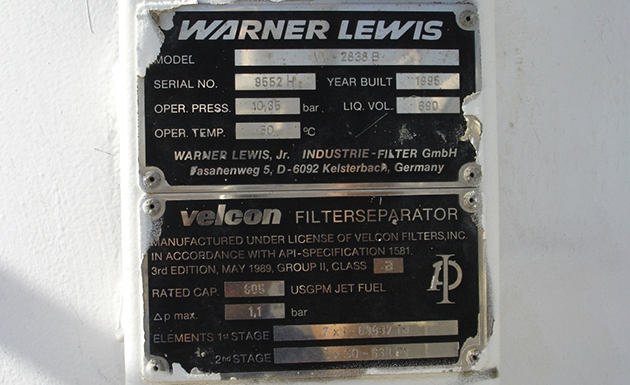 WARNER LEWIS
MODEL 2838 B
SERIAL NO. 9552 H YEAR BUILT 1995
OPER. PRESS. 10,35 bar LIQ. VOL. 690
OPER. TEMP. °C
WARNER LEWIS, Jr. INDUSTRIE-FILTER GmbH
Fasanenweg 5, D-6092 Kelsterbach, Germany
velcon FILTERSEPARATOR
MANUFACTURED UNDER LICENSE OF VELCON FILTERS, INC.
IN ACCORDANCE WITH API-SPECIFICATION 1581.
3rd EDITION, MAY 1989, GROUP II, CLASS
RATED CAP. USGPM JET FUEL
Δp max. 1,1 bar
ELEMENTS 1st STAGE
2nd STAGE